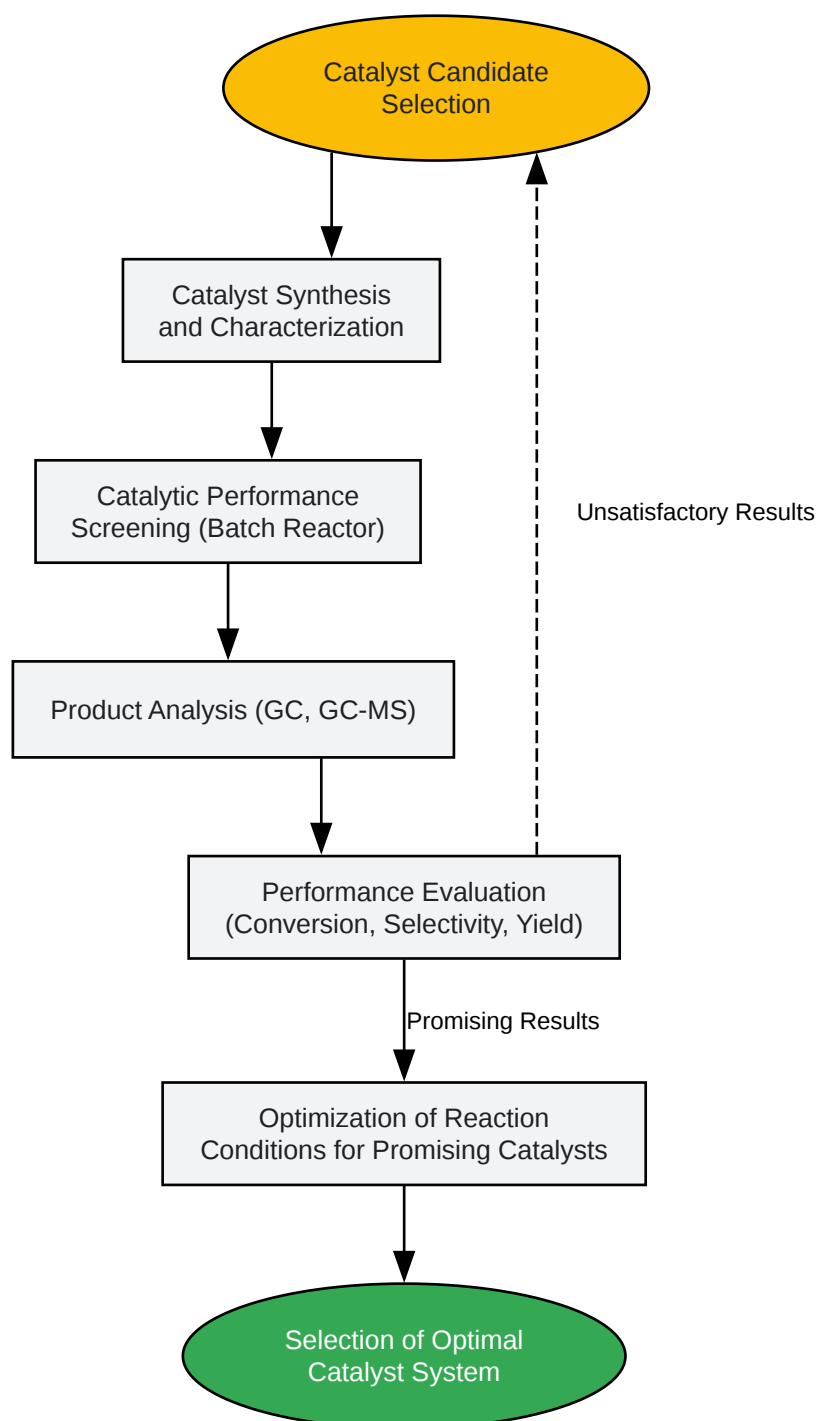 Catalyst Candidate
Selection
Catalyst Synthesis
and Characterization
Catalytic Performance
Screening (Batch Reactor)
Unsatisfactory Results
Product Analysis (GC, GC-MS)
Performance Evaluation
(Conversion, Selectivity, Yield)
Promising Results
Optimization of Reaction
Conditions for Promising Catalysts
Selection of Optimal
Catalyst System